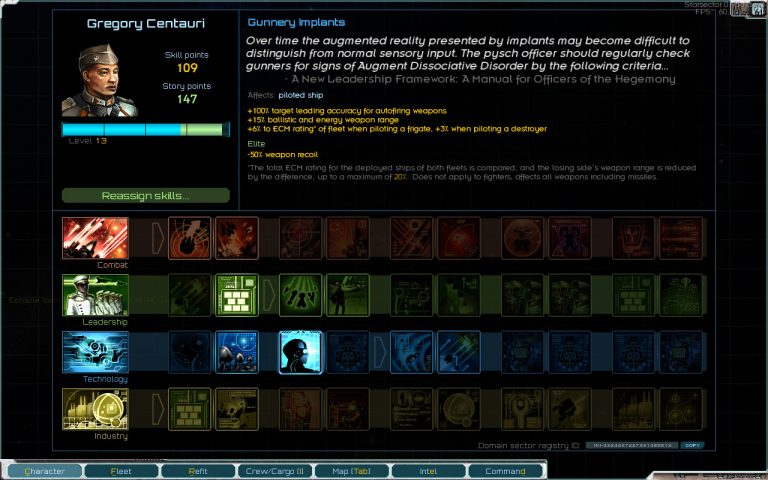 Starsector 0.
FPS: 60,
Gregory Centauri
Skill points
109
Story points
147
Level 13
Reassign skills...
Gunnery Implants
Over time the augmented reality presented by implants may become difficult to
distinguish from normal sensory input. The pysch officer should regularly check
gunners for signs of Augment Dissociative Disorder by the following criteria...
- A New Leadership Framework: A Manual for Officers of the Hegemony
Affects: piloted ship
+100% target leading accuracy for autofiring weapons
+15% ballistic and energy weapon range
+6% to ECM rating* of fleet when piloting a frigate, +3% when piloting a destroyer
Elite
-50% weapon recoil
*The total ECM rating for the deployed ships of both fleets is compared, and the losing side's weapon range is reduced
by the difference, up to a maximum of 20%. Does not apply to fighters, affects all weapons including missiles.
Combat
Leadership
Technology
Industry
Domain sector registry ID:
COPY
Character
Fleet
Refit
Crew/Cargo [I]
Map [Tab]
Intel
Command